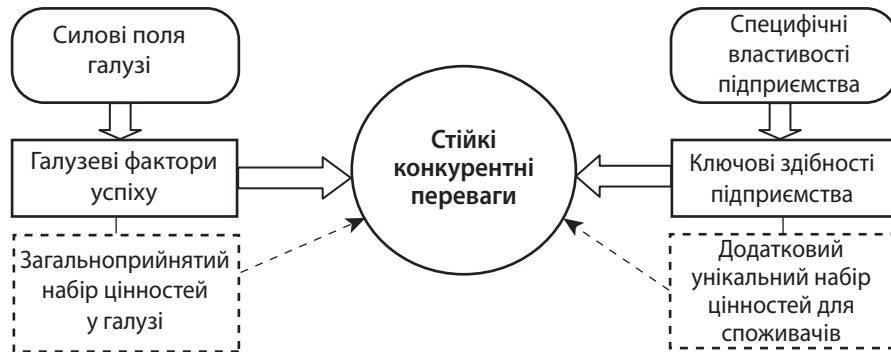 Силові поля
галузі
Галузеві фактори
успіху
Загальноприйнятий
набір цінностей
у галузі
Стійкі
конкурентні
переваги
Специфічні
властивості
підприємства
Ключові здібності
підприємства
Додатковий
унікальний набір
цінностей для
споживачів